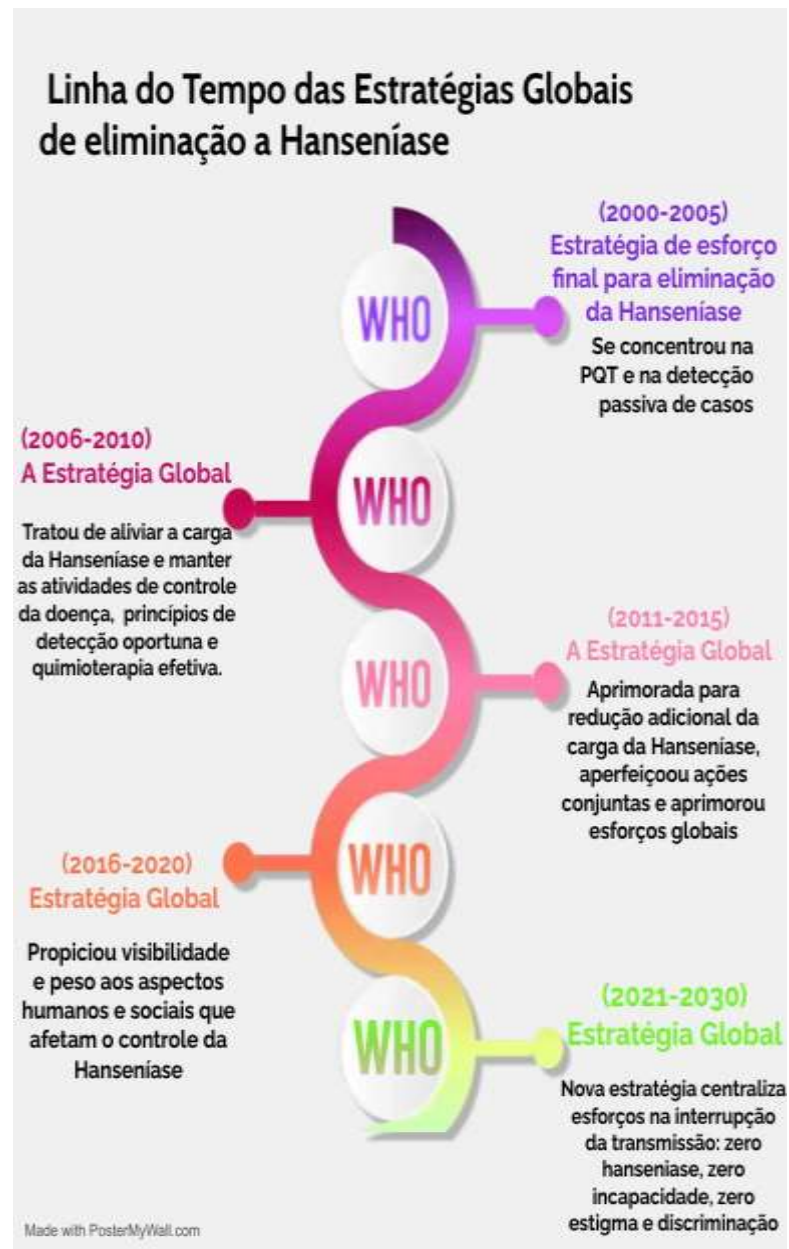 Linha do Tempo das Estratégias Globais
de eliminação a Hanseníase
(2000-2005)
Estratégia de esforço
final para eliminação
da Hanseníase
Se concentrou na
PQT e na detecção
passiva de casos
WHO
(2006-2010)
A Estratégia Global
Tratou de aliviar a carga
da Hanseníase e manter
as atividades de controle
da doença, princípios de
detecção oportuna e
quimioterapia efetiva.
WHO
(2011-2015)
A Estratégia Global
Aprimorada para
redução adicional da
carga da Hanseníase,
aperfeiçoou ações
conjuntas e aprimorou
esforços globais
WHO
(2016-2020)
Estratégia Global
Propiciou visibilidade
e peso aos aspectos
humanos e sociais que
afetam o controle da
Hanseníase
WHO
(2021-2030)
Estratégia Global
Nova estratégia centraliza
esforços na interrupção
da transmissão: zero
hanseniase, zero
incapacidade, zero
estigma e discriminação
WHO
Made with PosterMyWall.com